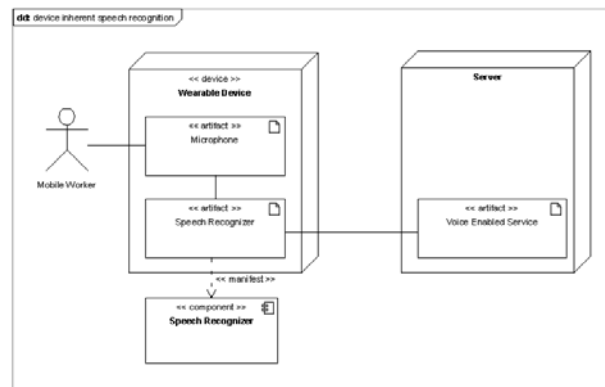 dd: device inherent speech recognition
<< device >>
Wearable Device
<< artifact >>
Microphone
Mobile Worker
<< artifact >>
Speech Recognizer
<< manifest >>
<< component >>
Speech Recognizer
Server
<< artifact >>
Voice Enabled Service